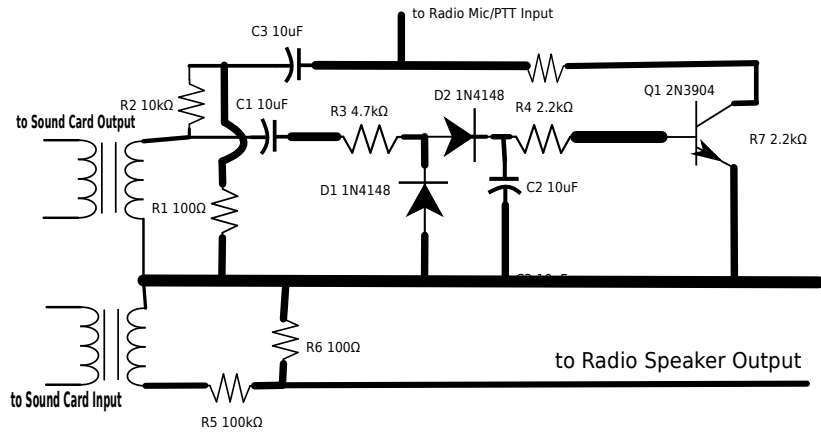 to Radio Mic/PTT Input
C3 10uF
D2 1N4148
Q1 2N3904
R2 10kΩ
C1 10uF
R3 4.7kΩ
R4 2.2kΩ
to Sound Card Output
R7 2.2kΩ
D1 1N4148
C2 10uF
R1 100Ω
R6 100Ω
to Radio Speaker Output
to Sound Card Input
R5 100kΩ